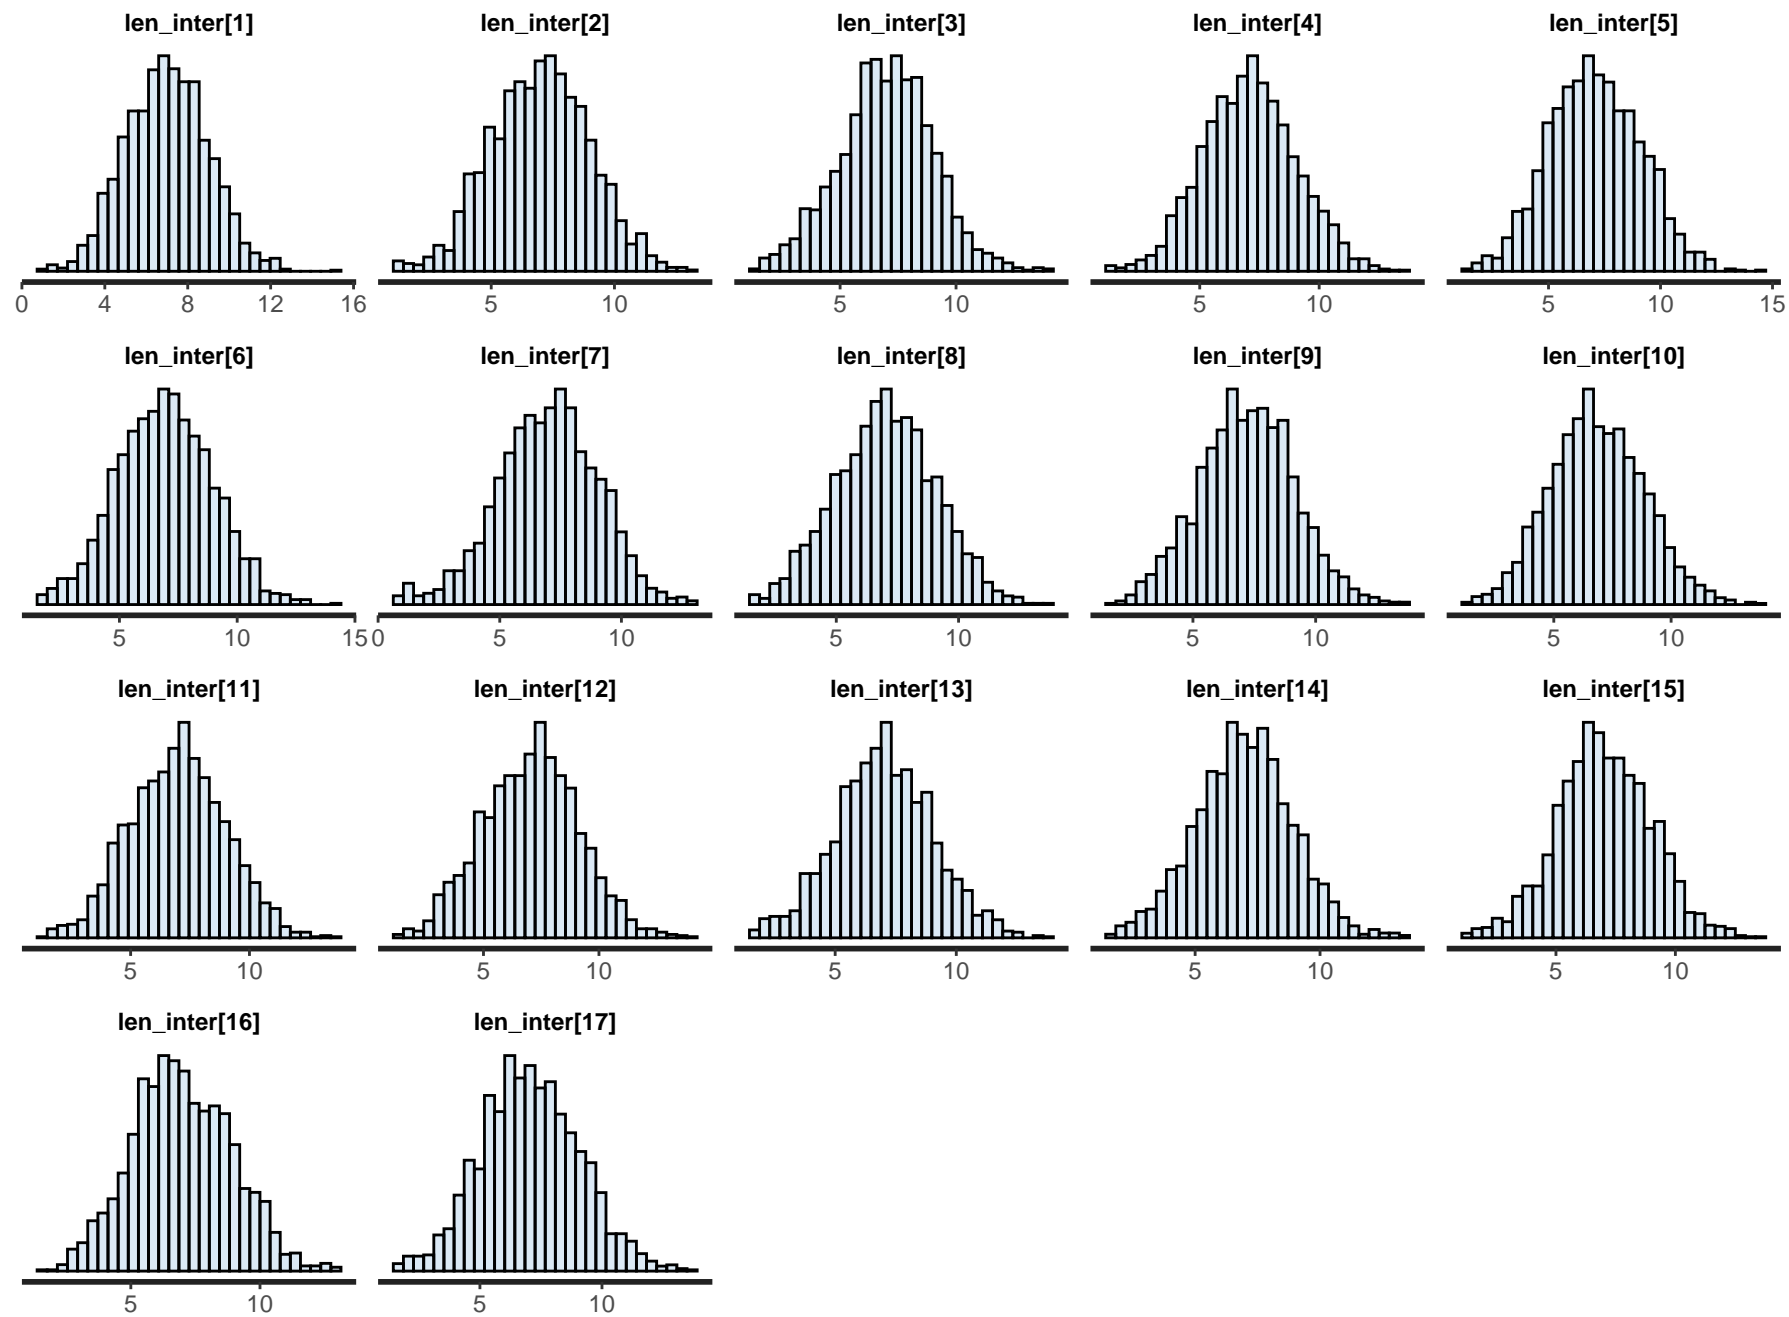 len_inter[1] len_inter[2] len_inter[3] len_inter[4] len_inter[5]
0 4 8 12 16 5 10 5 10 5 10 5 10 15
len_inter[6] len_inter[7] len_inter[8] len_inter[9] len_inter[10]
5 10 15 0 5 10 5 10 5 10 5 10
len_inter[11] len_inter[12] len_inter[13] len_inter[14] len_inter[15]
5 10 5 10 5 10 5 10 5 10
len_inter[16] len_inter[17]
5 10 5 10